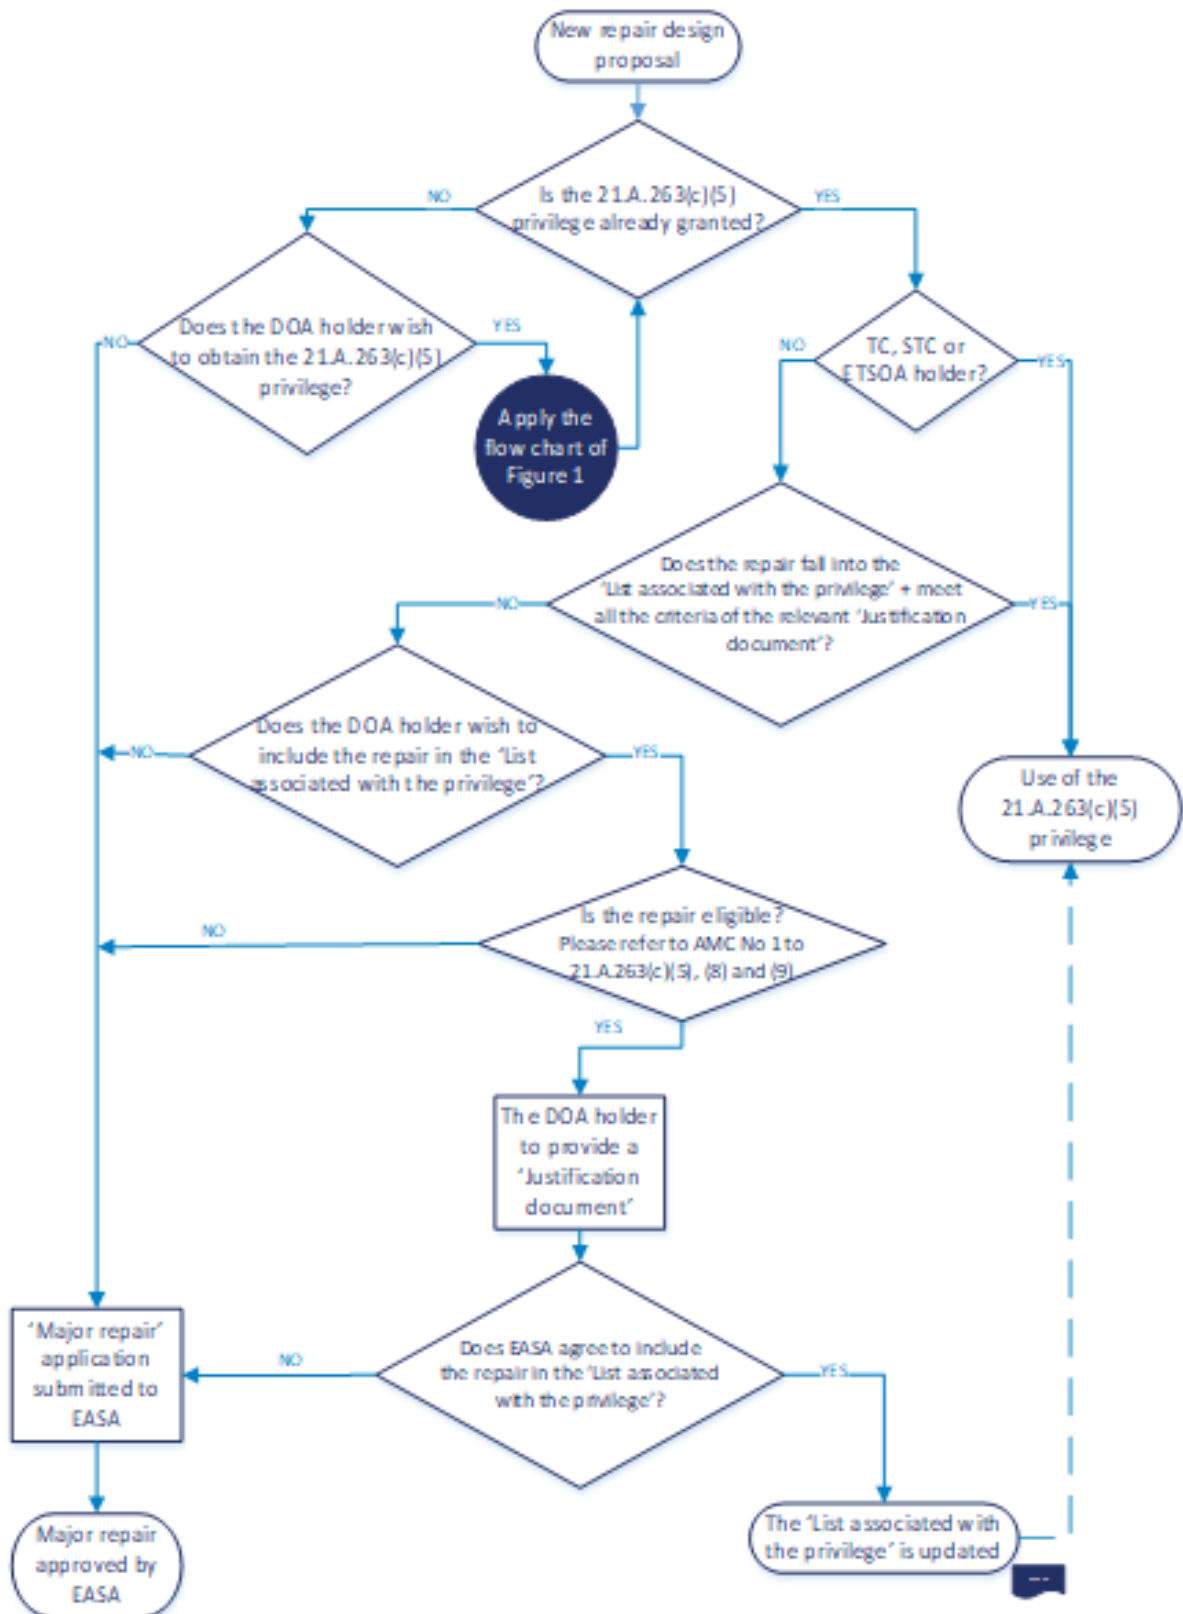 New repair design
proposal
NO
Is the 21.A.263(c)(5)
privilege already granted?
YES
Does the DOA holder wish
to obtain the 21.A.263(c)(5)
privilege?
NO
YES
Apply the
flow chart of
Figure 1
NO
TC, STC or
ETSOA holder?
YES
Does the repair fall into the
‘List associated with the privilege’ + meet
all the criteria of the relevant ‘Justification
document’?
NO
YES
Does the DOA holder wish to
include the repair in the ‘List
associated with the privilege’?
NO
YES
Use of the
21.A.263(c)(5)
privilege
Is the repair eligible?
Please refer to AMC No 1 to
21.A.263(c)(5), (8) and (9)
NO
YES
The DOA holder
to provide a
‘Justification
document’
‘Major repair’
application
submitted to
EASA
NO
Does EASA agree to include
the repair in the ‘List associated
with the privilege’?
YES
Major repair
approved by
EASA
The ‘List associated with
the privilege’ is updated